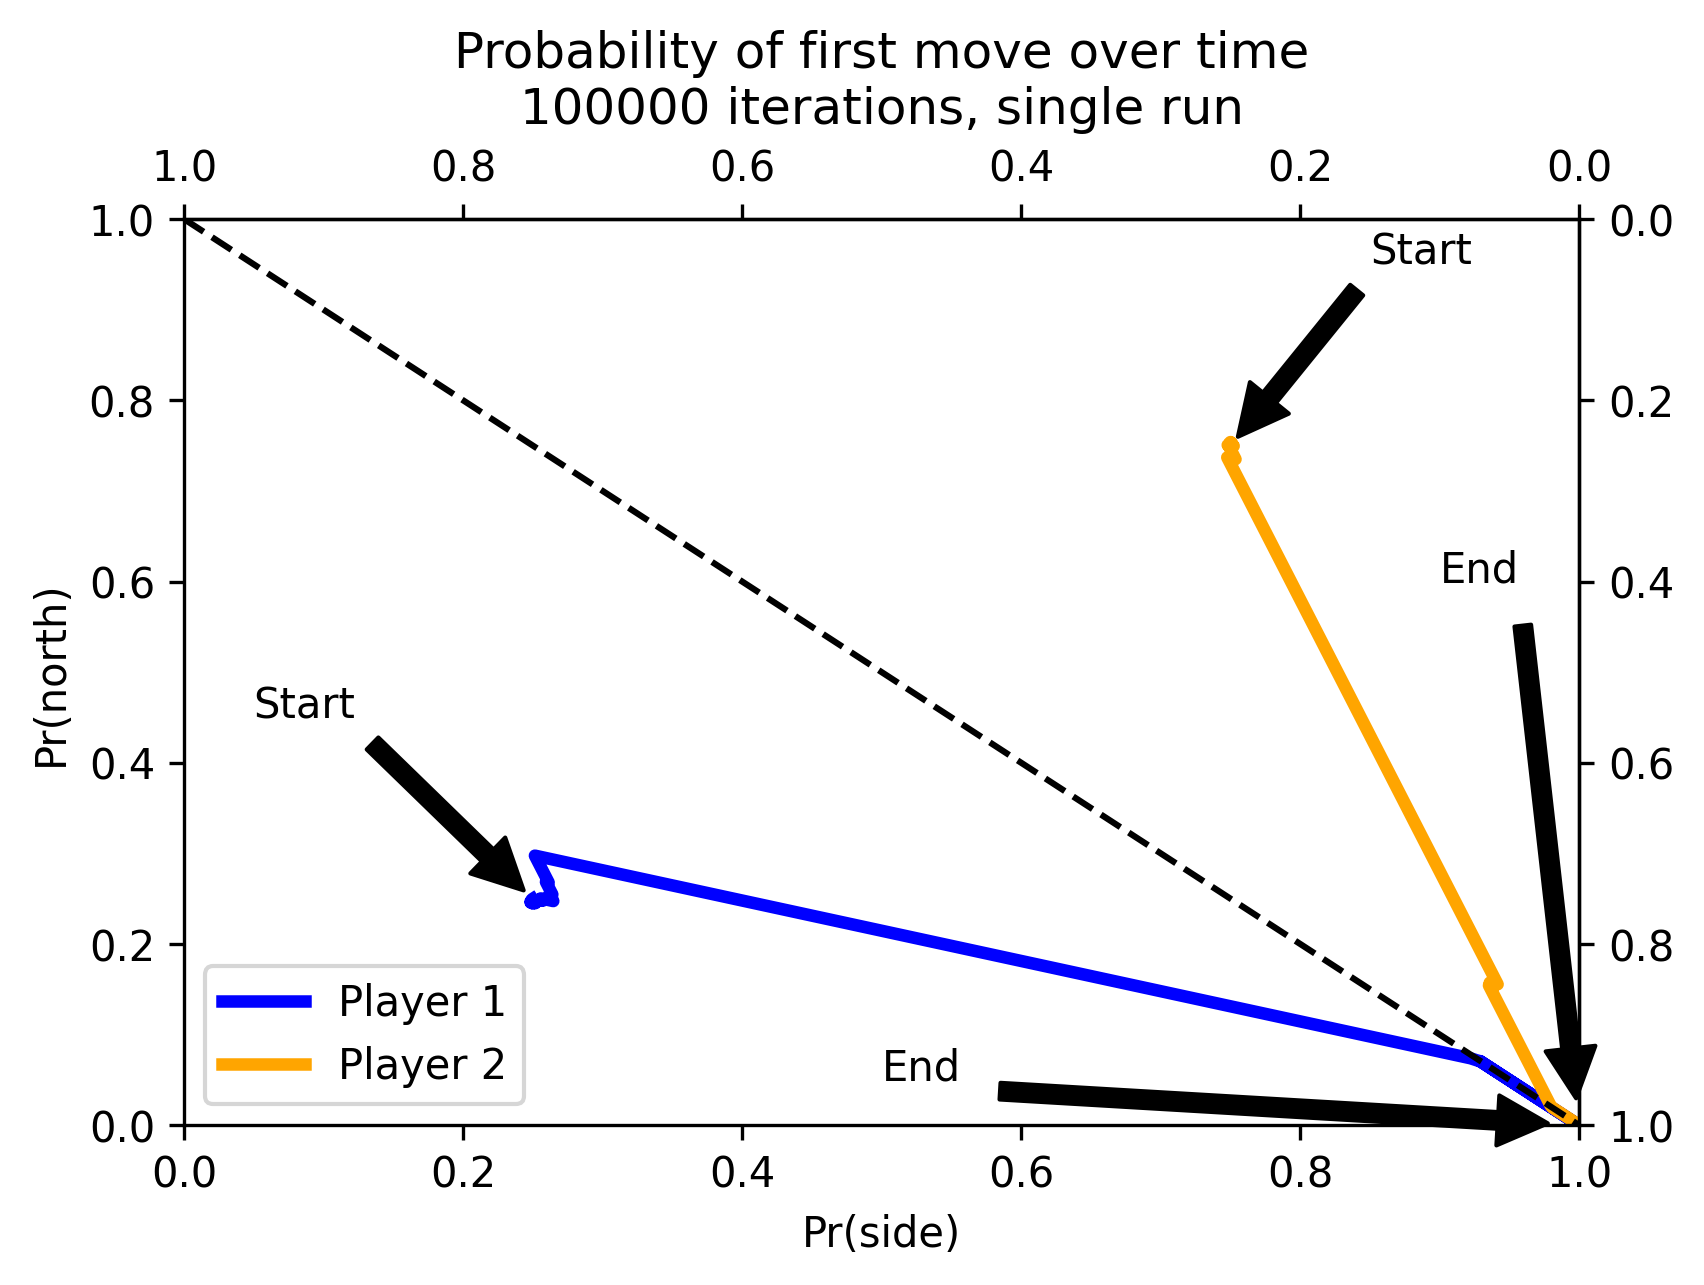 Probability of first move over time
100000 iterations, single run
1.0 0.8 0.6 0.4 0.2 0.0
1.0 0.0
Start
0.8 0.2
End
0.6 0.4
Pr(north)
Start
0.4 0.6
0.2 0.8
Player 1
End
Player 2
0.0 1.0
0.0 0.2 0.4 0.6 0.8 1.0
Pr(side)